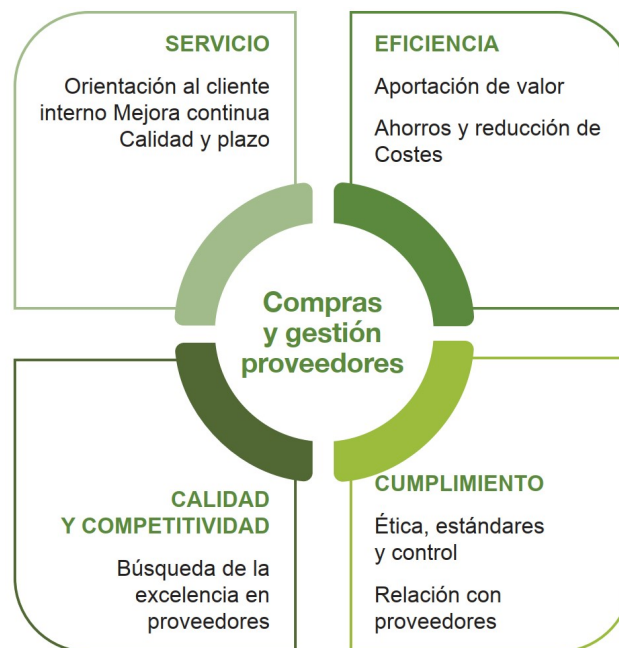 SERVICIO
Orientación al cliente
interno Mejora continua
Calidad y plazo
EFICIENCIA
Aportación de valor
Ahorros y reducción de
Costes
Compras
y gestión
proveedores
CALIDAD
Y COMPETITIVIDAD
Búsqueda de la
excelencia en
proveedores
CUMPLIMIENTO
Ética, estándares
y control
Relación con
proveedores